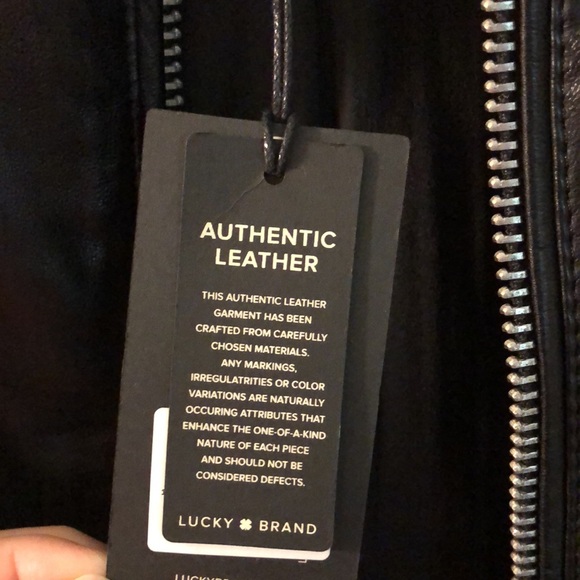 AUTHENTIC
LEATHER
THIS AUTHENTIC LEATHER
GARMENT HAS BEEN
CRAFTED FROM CAREFULLY
CHOSEN MATERIALS.
ANY MARKINGS,
IRREGULATRITIES OR COLOR
VARIATIONS ARE NATURALLY
OCCURING ATTRIBUTES THAT
ENHANCE THE ONE-OF-A-KIND
NATURE OF EACH PIECE
AND SHOULD NOT BE
CONSIDERED DEFECTS.
LUCKY BRAND